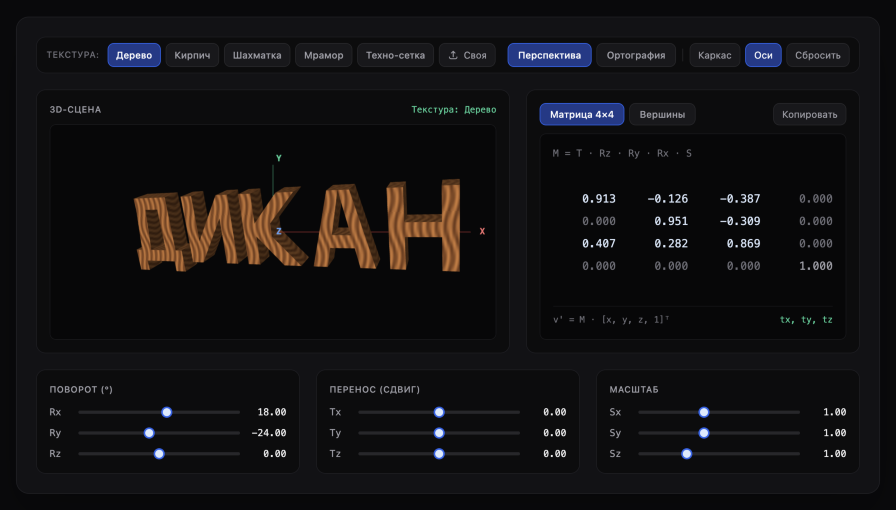 ТЕКСТУРА: Дерево Кирпич Шахматка Мрамор Техно-сетка Своя Перспектива Ортография Каркас Оси Сбросить
3D-СЦЕНА Текстура: Дерево
Y
ДИКАН
Z
X
Матрица 4×4 Вершины Копировать
M = T · Rz · Ry · Rx · S
0.913 −0.126 −0.387 0.000
0.000 0.951 −0.309 0.000
0.407 0.282 0.869 0.000
0.000 0.000 0.000 1.000
v' = M · [x, y, z, 1]ᵀ tx, ty, tz
ПОВОРОТ (°)
Rx 18.00
Ry −24.00
Rz 0.00
ПЕРЕНОС (СДВИГ)
Tx 0.00
Ty 0.00
Tz 0.00
МАСШТАБ
Sx 1.00
Sy 1.00
Sz 1.00